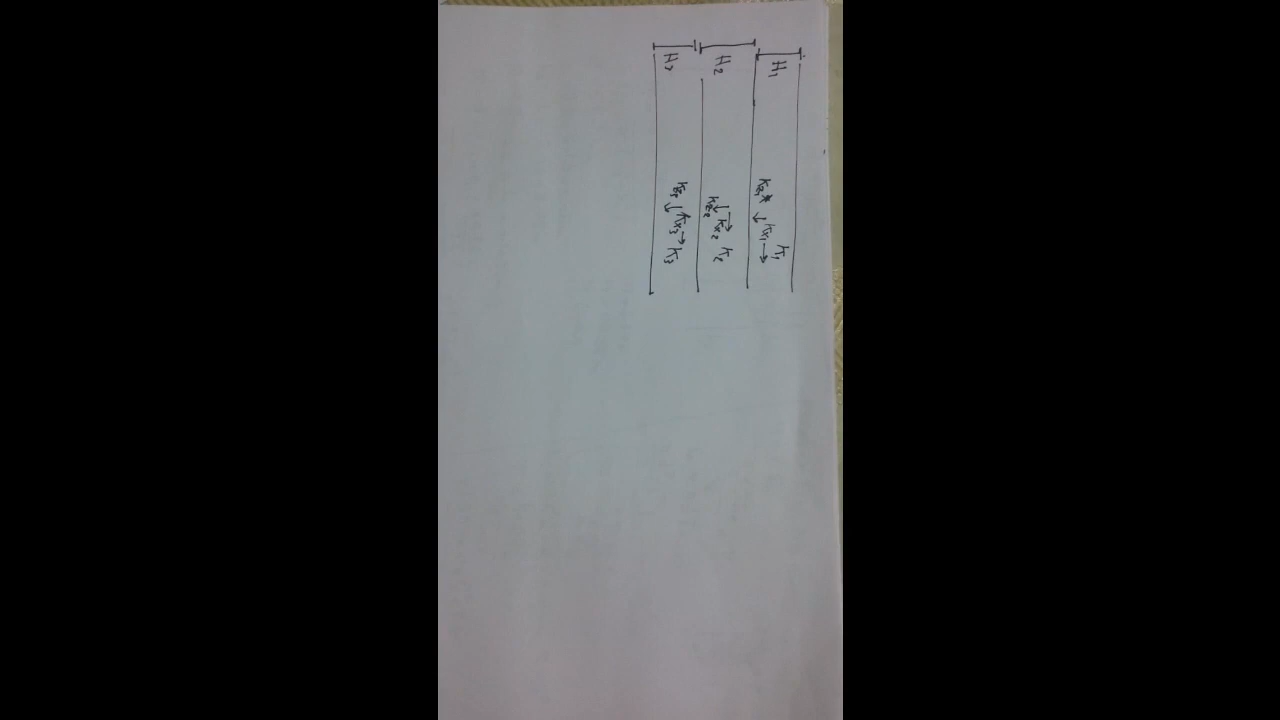 H₁ Kz₁ Kx₁ K₁
H₂ Kz₂ Kx₂ K₂
H₃ Kz₃ Kx₃ K₃